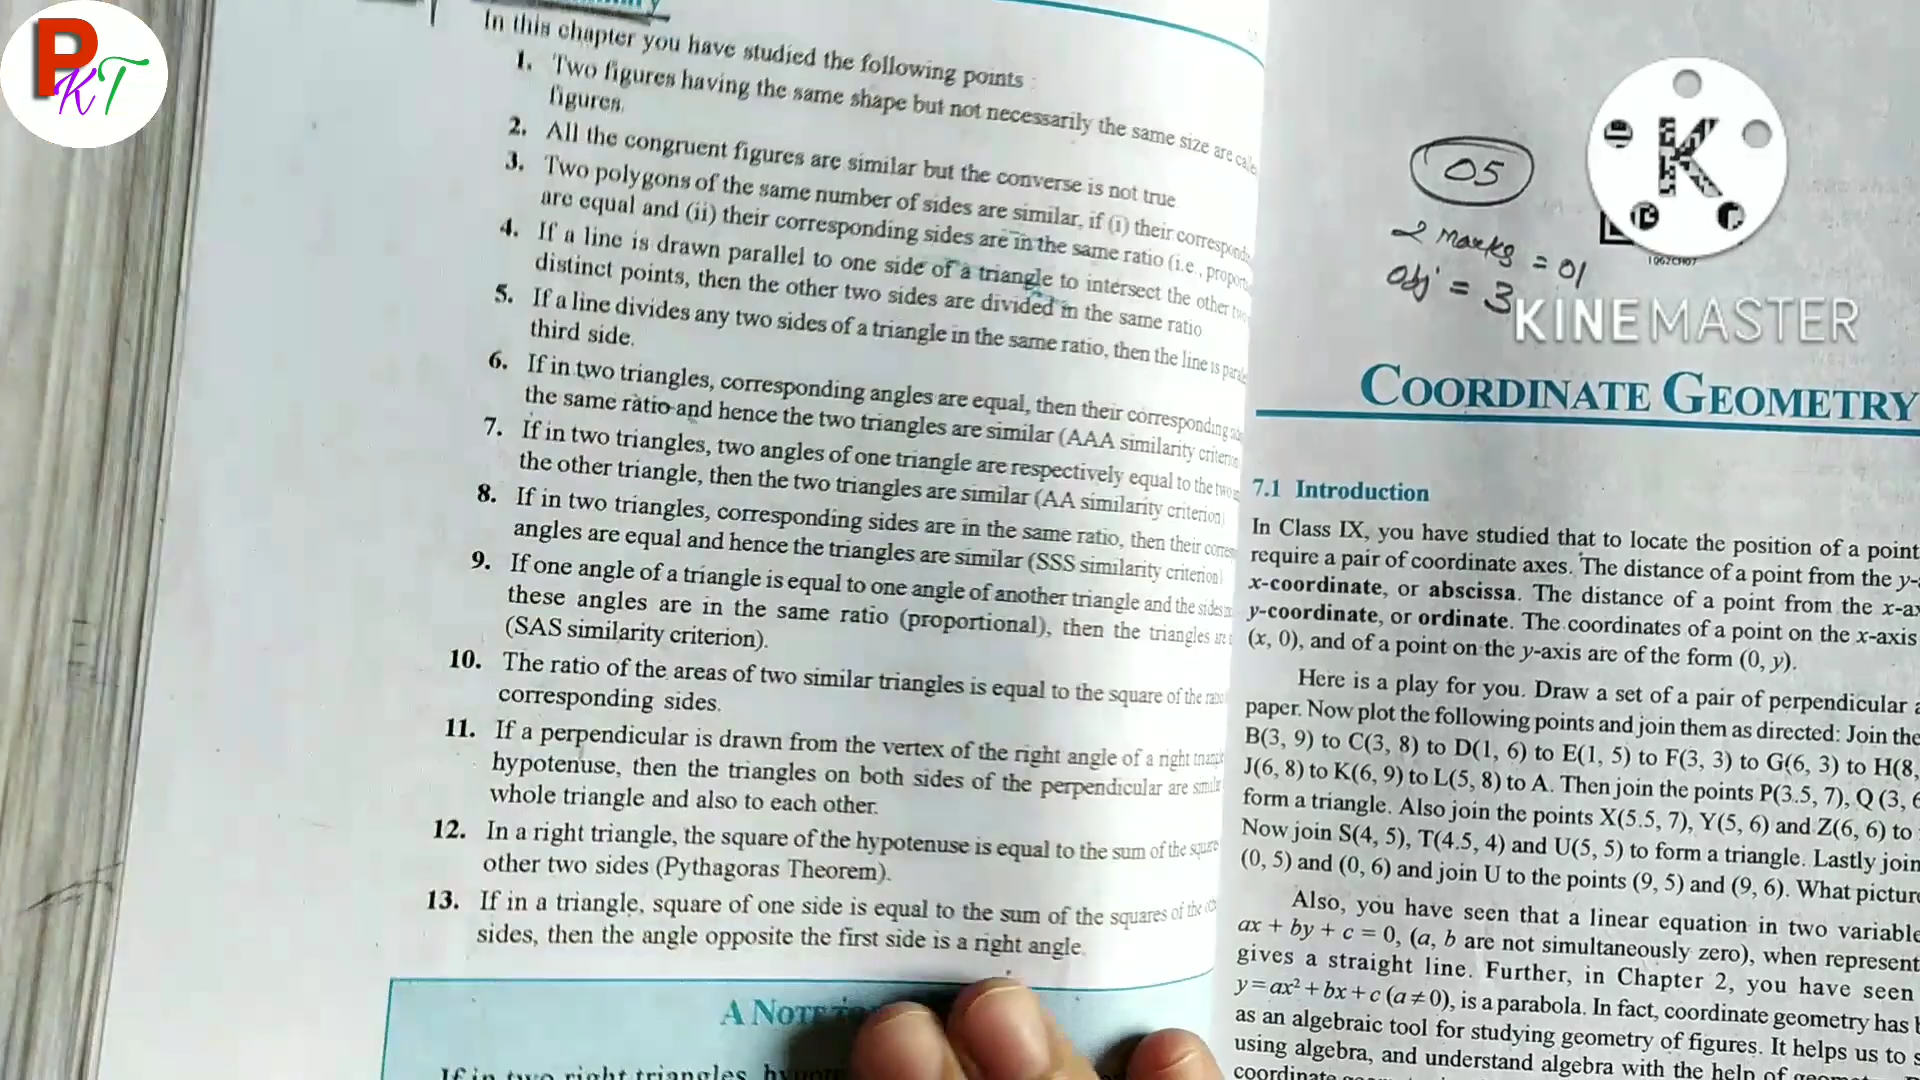 PKT
In this chapter you have studied the following points :
1. Two figures having the same shape but not necessarily the same size are
figures.
2. All the congruent figures are similar but the converse is not true.
3. Two polygons of the same number of sides are similar, if (i) their
are equal and (ii) their corresponding sides are in the same ratio (i.e.,
4. If a line is drawn parallel to one side of a triangle to intersect the other
distinct points, then the other two sides are divided in the same ratio
5. If a line divides any two sides of a triangle in the same ratio, then the line is
third side.
6. If in two triangles, corresponding angles are equal, then their corresponding
the same ratio and hence the two triangles are similar (AAA similarity
7. If in two triangles, two angles of one triangle are respectively equal to the two
the other triangle, then the two triangles are similar (AA similarity criterion)
8. If in two triangles, corresponding sides are in the same ratio, then their
angles are equal and hence the triangles are similar (SSS similarity criterion)
9. If one angle of a triangle is equal to one angle of another triangle and the sides
these angles are in the same ratio (proportional), then the triangles are
(SAS similarity criterion).
10. The ratio of the areas of two similar triangles is equal to the square of the
corresponding sides.
11. If a perpendicular is drawn from the vertex of the right angle of a right
hypotenuse, then the triangles on both sides of the perpendicular are
whole triangle and also to each other.
12. In a right triangle, the square of the hypotenuse is equal to the sum of the
other two sides (Pythagoras Theorem).
13. If in a triangle, square of one side is equal to the sum of the squares of the
sides, then the angle opposite the first side is a right angle.
A NOTE
If in two right triangles,
05
2 marks = 01
Obj = 3
1062CH07
KINEMASTER
COORDINATE GEOMETRY
7.1 Introduction
In Class IX, you have studied that to locate the position of a point
require a pair of coordinate axes. The distance of a point from the y-
x-coordinate, or abscissa. The distance of a point from the x-
y-coordinate, or ordinate. The coordinates of a point on the x-axis
(x, 0), and of a point on the y-axis are of the form (0, y).
Here is a play for you. Draw a set of a pair of perpendicular
paper. Now plot the following points and join them as directed: Join the
B(3, 9) to C(3, 8) to D(1, 6) to E(1, 5) to F(3, 3) to G(6, 3) to H(8,
J(6, 8) to K(6, 9) to L(5, 8) to A. Then join the points P(3.5, 7), Q (3,
form a triangle. Also join the points X(5.5, 7), Y(5, 6) and Z(6, 6) to
Now join S(4, 5), T(4.5, 4) and U(5, 5) to form a triangle. Lastly join
(0, 5) and (0, 6) and join U to the points (9, 5) and (9, 6). What
Also, you have seen that a linear equation in two
ax + by + c = 0, (a, b are not simultaneously zero), when
gives a straight line. Further, in Chapter 2, you have seen
y = ax² + bx + c (a ≠ 0), is a parabola. In fact, coordinate geometry has
as an algebraic tool for studying geometry of figures. It helps us to
using algebra, and understand algebra with the help of
coordinate